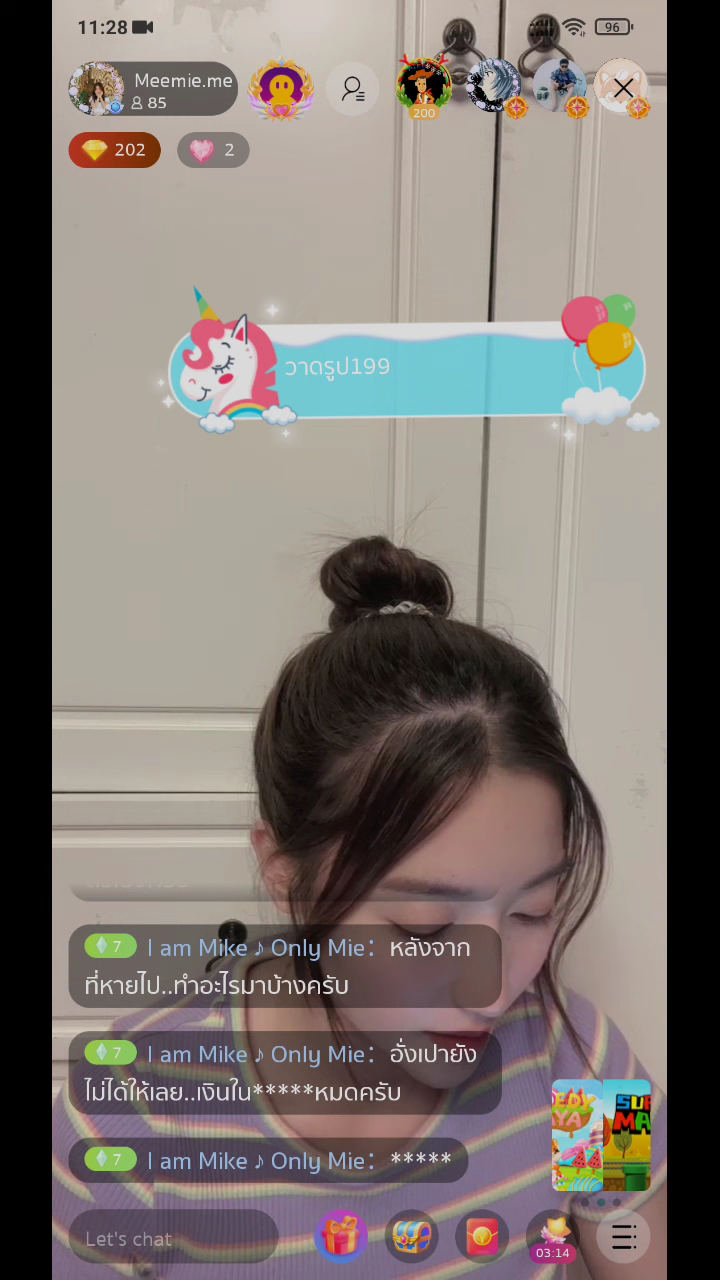 11:28
96
Meemie.me
85
200
202
2
วาดรูป199
7 I am Mike ♪ Only Mie: หลังจาก
ที่หายไป..ทำอะไรมาบ้างครับ
7 I am Mike ♪ Only Mie: อั่งเปายัง
ไม่ได้ให้เลย..เงินใน*****หมดครับ
7 I am Mike ♪ Only Mie: *****
Let's chat
03:14